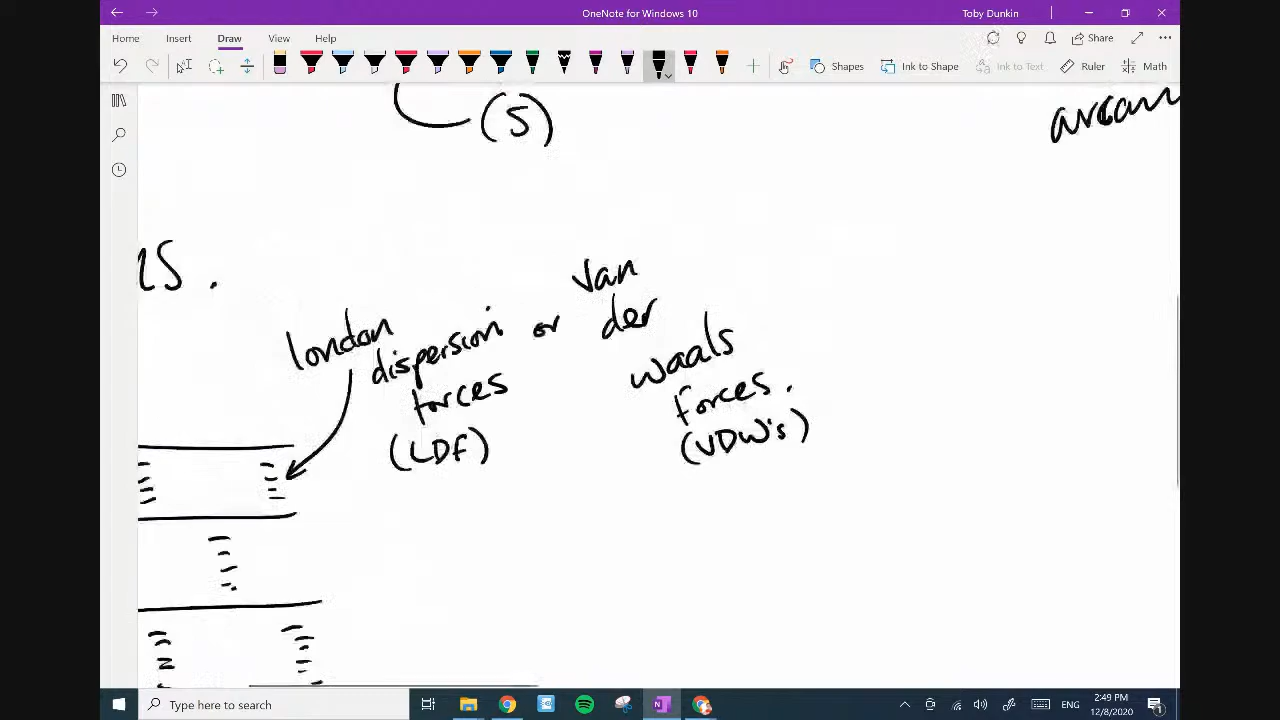 OneNote for Windows 10
Toby Dunkin
Home Insert Draw View Help
Share
Shapes Ink to Shape Ink to Text Ruler Math
(S)
london
dispersion
forces
(LDF)
or
Van
der
waals
forces.
(VDW's)
Type here to search
ENG
2:49 PM
12/8/2020